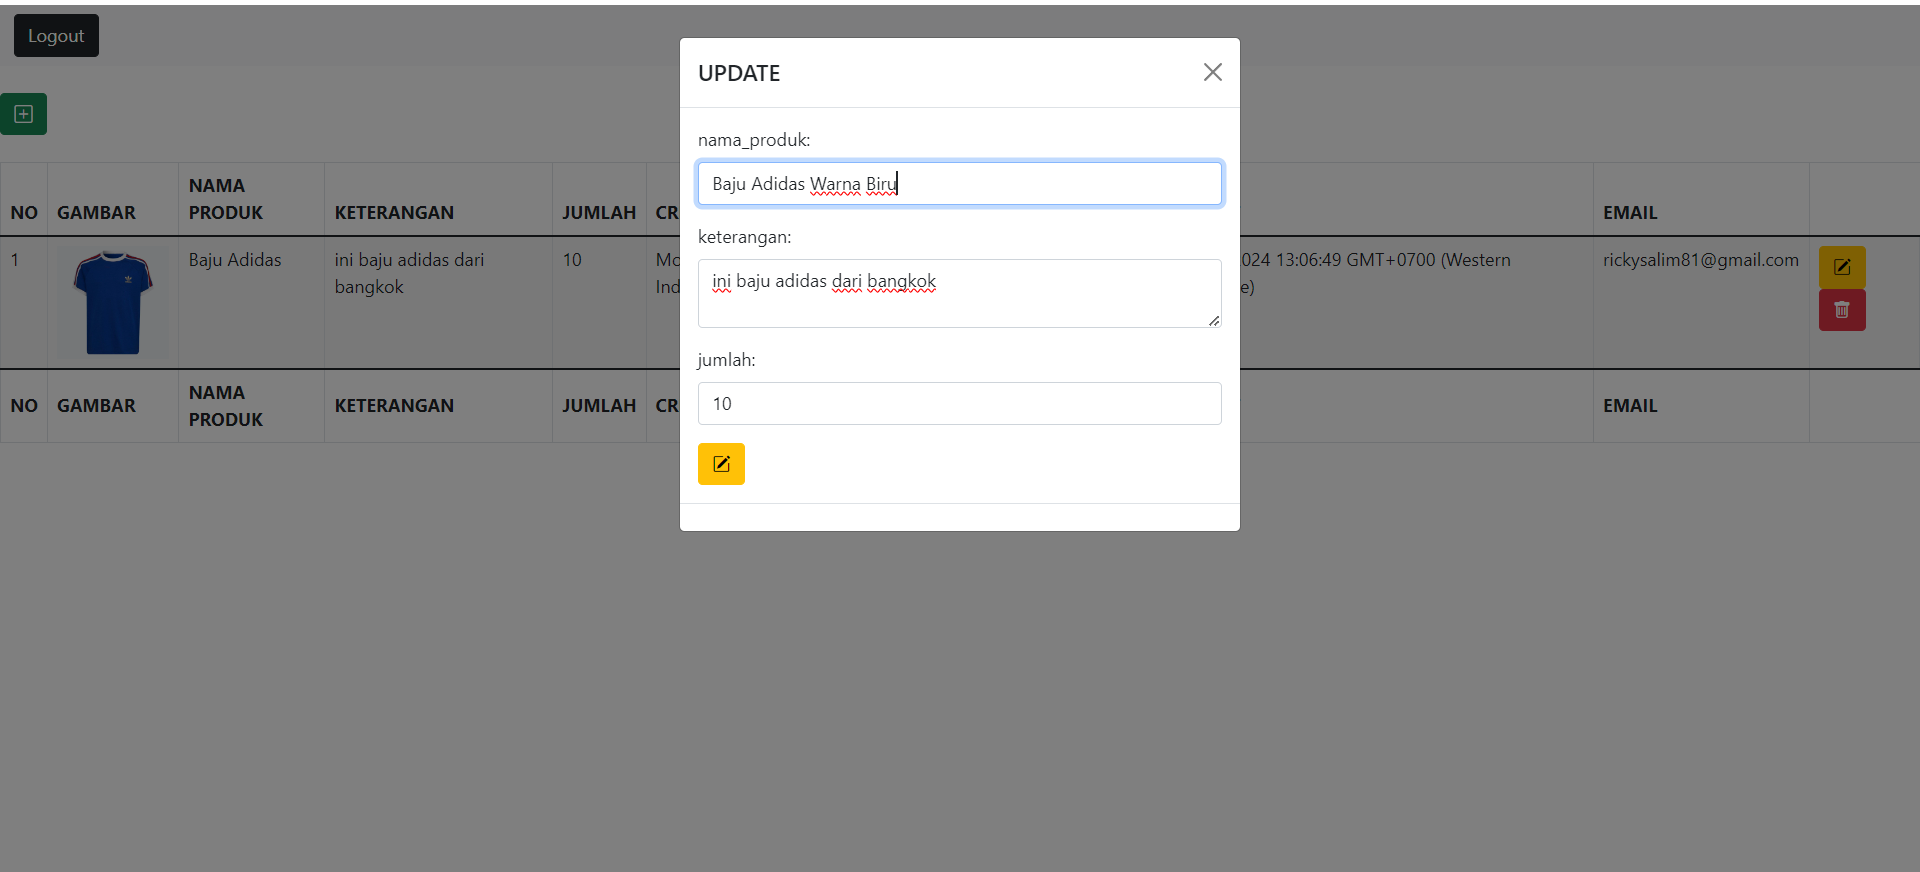 Logout
UPDATE
nama_produk:
Baju Adidas Warna Biru
keterangan:
ini baju adidas dari bangkok
jumlah:
10
NO GAMBAR NAMA PRODUK KETERANGAN JUMLAH CR EMAIL
1 Baju Adidas ini baju adidas dari bangkok 10 Mo Ind 024 13:06:49 GMT+0700 (Western e) rickysalim81@gmail.com
NO GAMBAR NAMA PRODUK KETERANGAN JUMLAH CR EMAIL